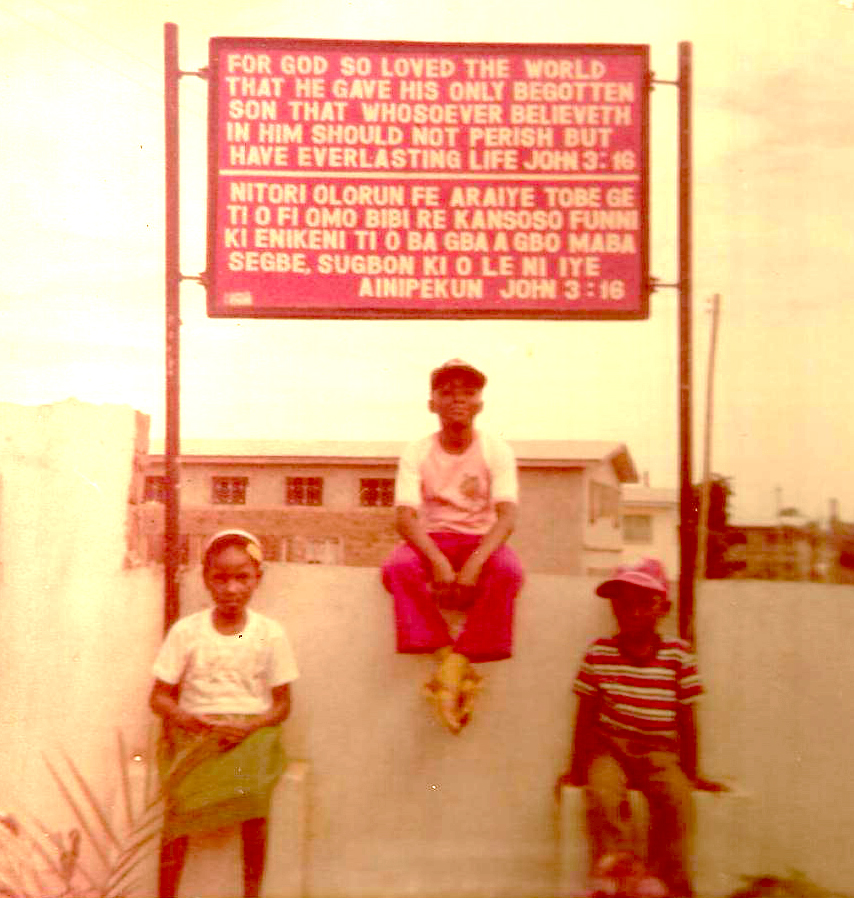 FOR GOD SO LOVED THE WORLD
THAT HE GAVE HIS ONLY BEGOTTEN
SON THAT WHOSOEVER BELIEVETH
IN HIM SHOULD NOT PERISH BUT
HAVE EVERLASTING LIFE JOHN 3:16
NITORI OLORUN FE ARAIYE TOBE GE
TI O FI OMO BIBI RE KANSOSO FUNNI
KI ENIKENI TI O BA GBA A GBO MABA
SEGBE, SUGBON KI O LE NI IYE
AINIPEKUN JOHN 3:16